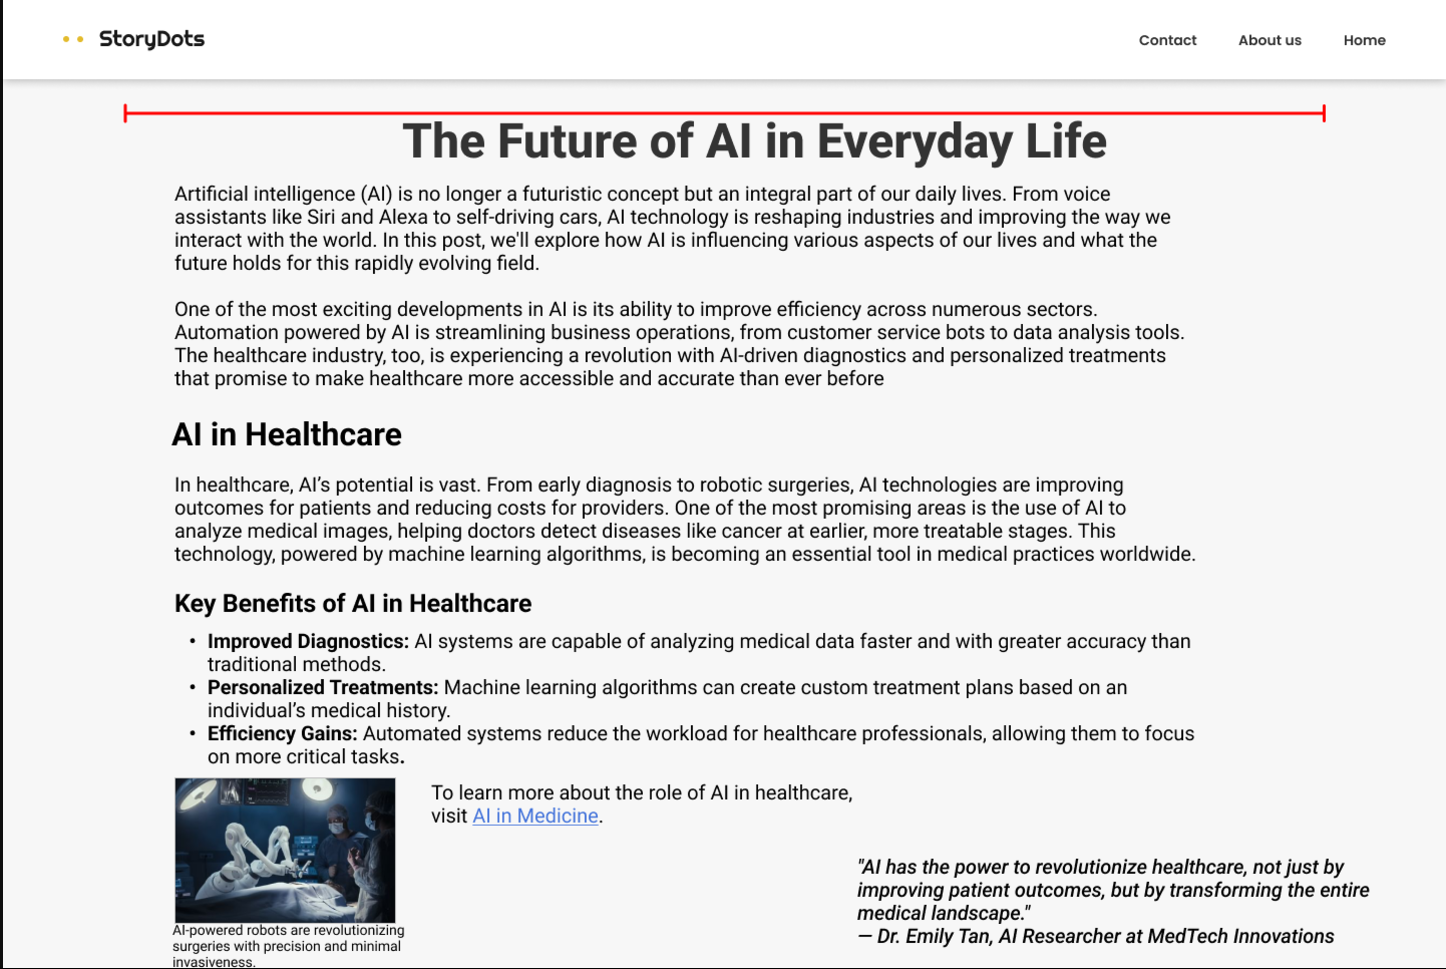 StoryDots
Contact About us Home
The Future of AI in Everyday Life
Artificial intelligence (AI) is no longer a futuristic concept but an integral part of our daily lives. From voice
assistants like Siri and Alexa to self-driving cars, AI technology is reshaping industries and improving the way we
interact with the world. In this post, we'll explore how AI is influencing various aspects of our lives and what the
future holds for this rapidly evolving field.
One of the most exciting developments in AI is its ability to improve efficiency across numerous sectors.
Automation powered by AI is streamlining business operations, from customer service bots to data analysis tools.
The healthcare industry, too, is experiencing a revolution with AI-driven diagnostics and personalized treatments
that promise to make healthcare more accessible and accurate than ever before
AI in Healthcare
In healthcare, AI’s potential is vast. From early diagnosis to robotic surgeries, AI technologies are improving
outcomes for patients and reducing costs for providers. One of the most promising areas is the use of AI to
analyze medical images, helping doctors detect diseases like cancer at earlier, more treatable stages. This
technology, powered by machine learning algorithms, is becoming an essential tool in medical practices worldwide.
Key Benefits of AI in Healthcare
• Improved Diagnostics: AI systems are capable of analyzing medical data faster and with greater accuracy than
traditional methods.
• Personalized Treatments: Machine learning algorithms can create custom treatment plans based on an
individual’s medical history.
• Efficiency Gains: Automated systems reduce the workload for healthcare professionals, allowing them to focus
on more critical tasks.
To learn more about the role of AI in healthcare,
visit AI in Medicine.
"AI has the power to revolutionize healthcare, not just by
improving patient outcomes, but by transforming the entire
medical landscape."
— Dr. Emily Tan, AI Researcher at MedTech Innovations
AI-powered robots are revolutionizing
surgeries with precision and minimal
invasiveness.